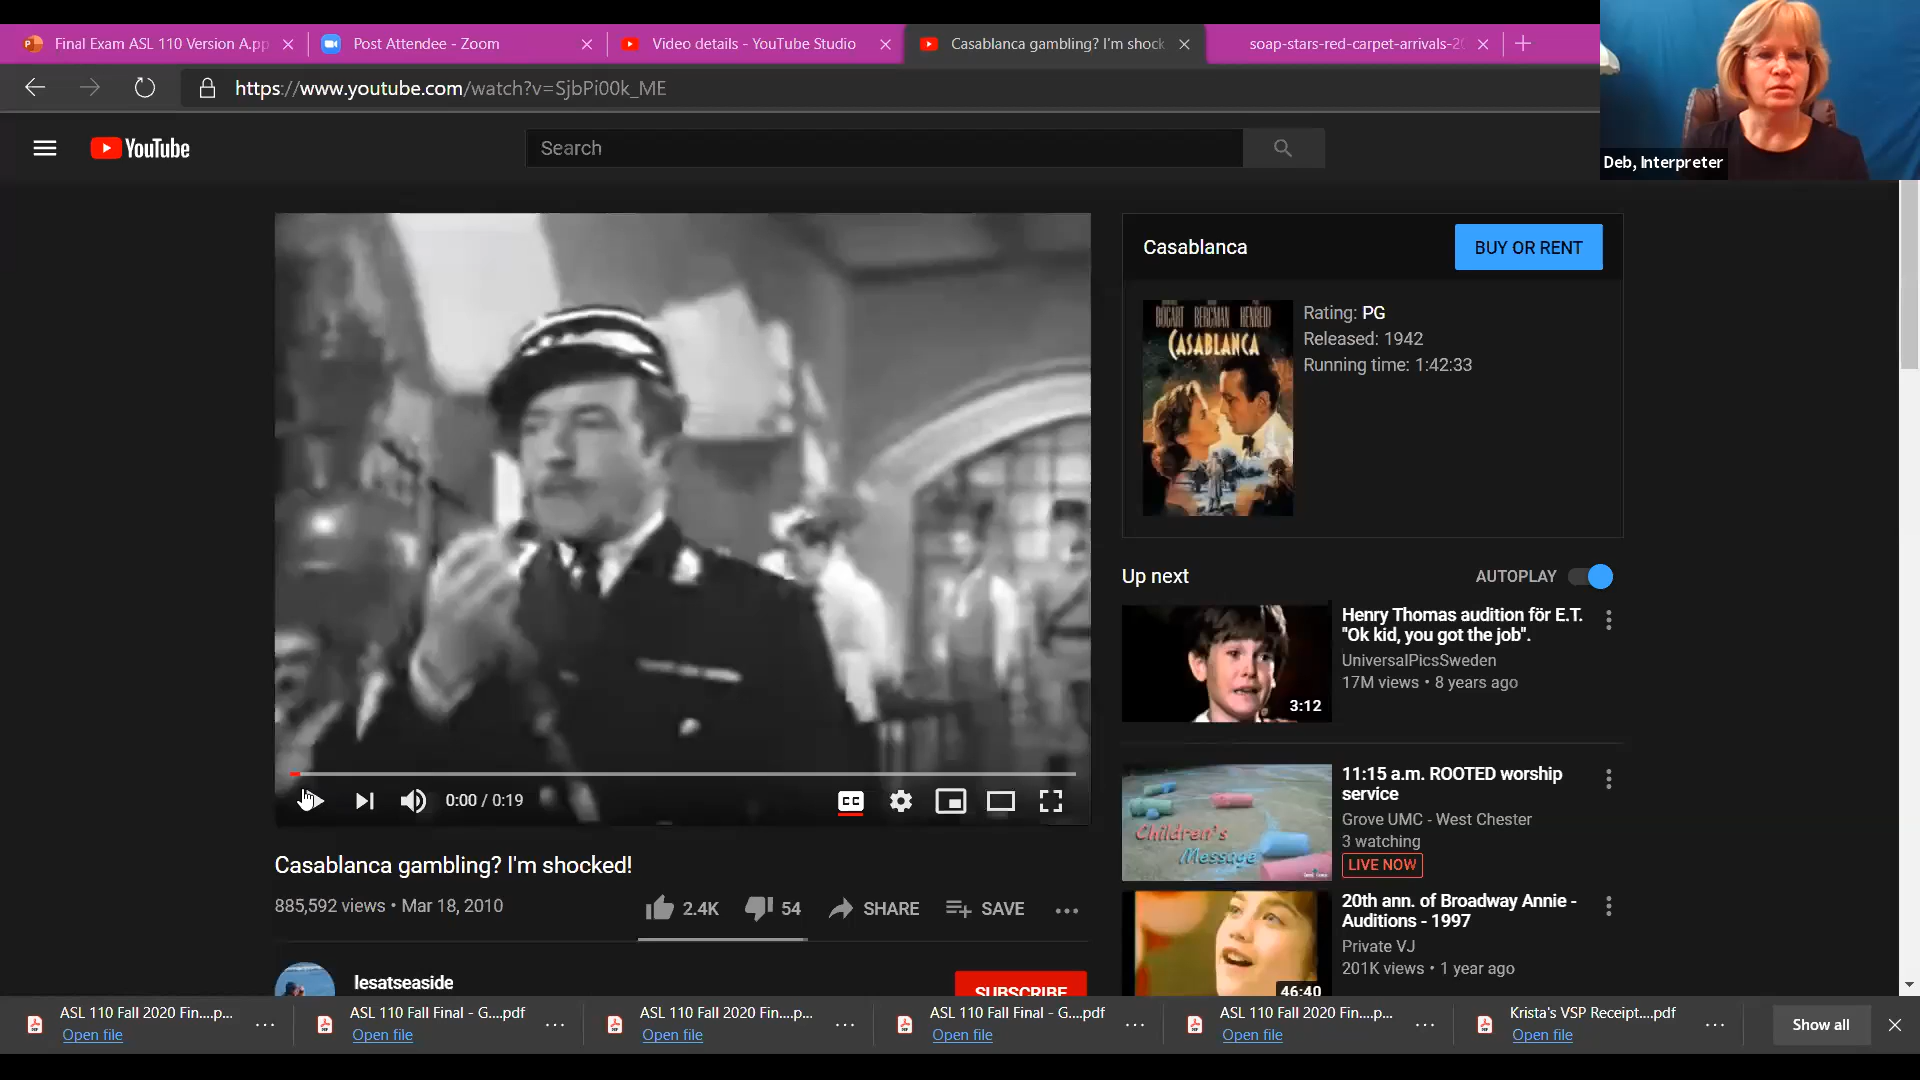 Final Exam ASL 110 Version A.pp
Post Attendee - Zoom
Video details - YouTube Studio
Casablanca gambling? I'm shock
soap-stars-red-carpet-arrivals-20
https://www.youtube.com/watch?v=SjbPi00k_ME
Deb, Interpreter
YouTube
Search
Casablanca
BUY OR RENT
BOGART BERGMAN HENREID
CASABLANCA
Rating: PG
Released: 1942
Running time: 1:42:33
Up next
AUTOPLAY
Henry Thomas audition för E.T.
"Ok kid, you got the job".
UniversalPicsSweden
17M views • 8 years ago
3:12
11:15 a.m. ROOTED worship
service
Grove UMC - West Chester
3 watching
LIVE NOW
Children's
Message
20th ann. of Broadway Annie -
Auditions - 1997
Private VJ
201K views • 1 year ago
46:40
0:00 / 0:19
CC
Casablanca gambling? I'm shocked!
885,592 views • Mar 18, 2010
2.4K
54
SHARE
SAVE
lesatseaside
SUBSCRIBE
ASL 110 Fall 2020 Fin....p...
Open file
ASL 110 Fall Final - G....pdf
Open file
ASL 110 Fall 2020 Fin....p...
Open file
ASL 110 Fall Final - G....pdf
Open file
ASL 110 Fall 2020 Fin....p...
Open file
Krista's VSP Receipt....pdf
Open file
Show all